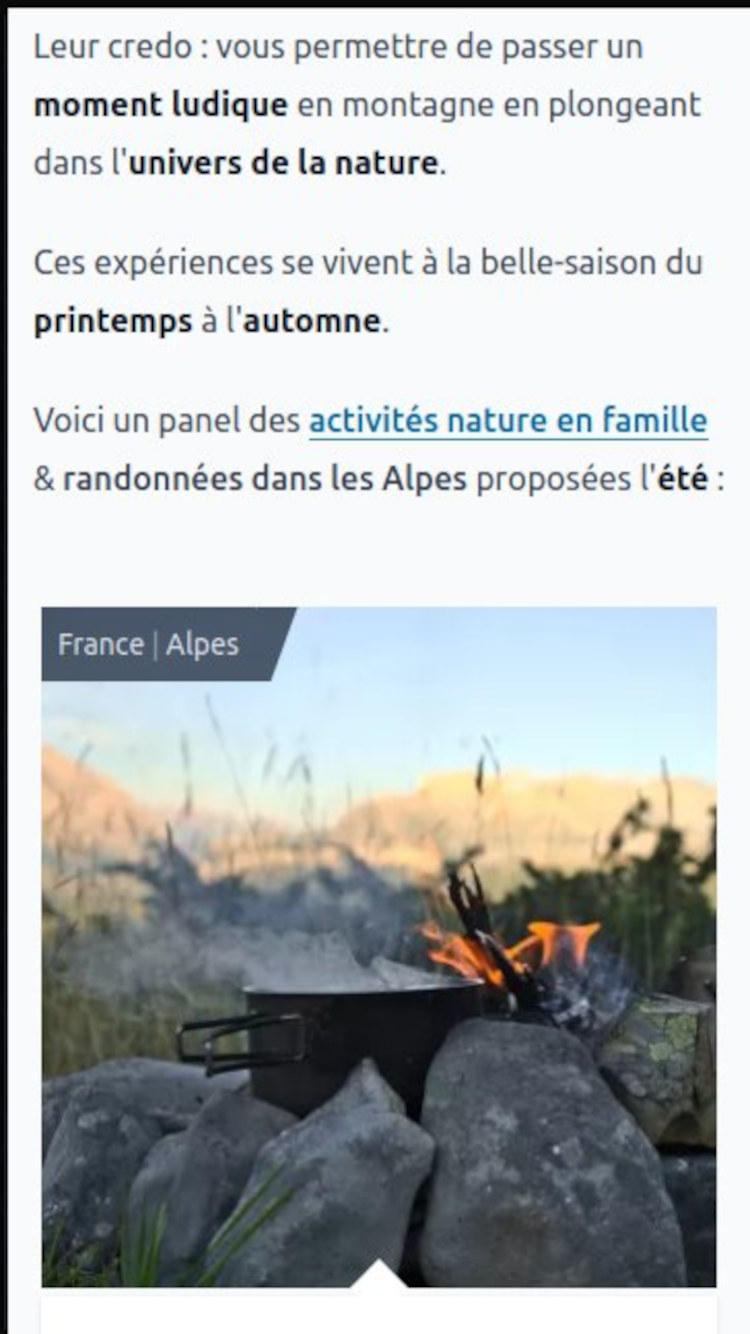 Leur credo : vous permettre de passer un
moment ludique en montagne en plongeant
dans l'univers de la nature.
Ces expériences se vivent à la belle-saison du
printemps à l'automne.
Voici un panel des activités nature en famille
& randonnées dans les Alpes proposées l'été :
France | Alpes